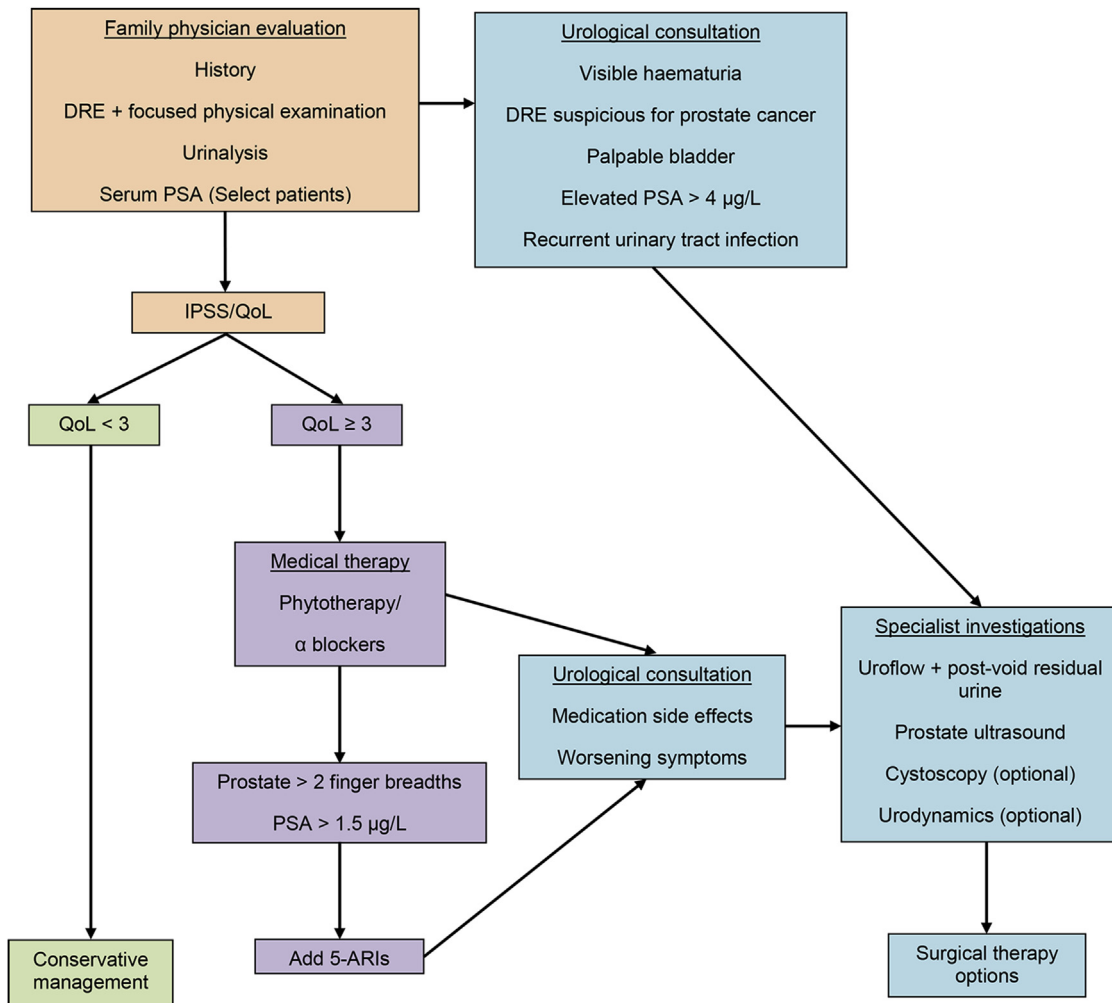 Family physician evaluation
History
DRE + focused physical examination
Urinalysis
Serum PSA (Select patients)
Urological consultation
Visible haematuria
DRE suspicious for prostate cancer
Palpable bladder
Elevated PSA > 4 µg/L
Recurrent urinary tract infection
IPSS/QoL
QoL < 3
QoL ≥ 3
Medical therapy
Phytotherapy/
α blockers
Urological consultation
Medication side effects
Worsening symptoms
Specialist investigations
Uroflow + post-void residual
urine
Prostate ultrasound
Cystoscopy (optional)
Urodynamics (optional)
Prostate > 2 finger breadths
PSA > 1.5 µg/L
Conservative
management
Add 5-ARIs
Surgical therapy
options